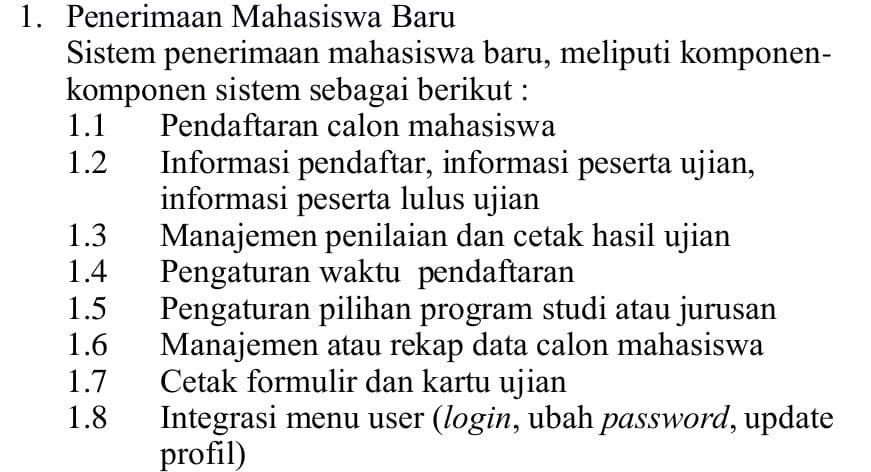 1. Penerimaan Mahasiswa Baru
Sistem penerimaan mahasiswa baru, meliputi komponen-
komponen sistem sebagai berikut :
1.1 Pendaftaran calon mahasiswa
1.2 Informasi pendaftar, informasi peserta ujian,
informasi peserta lulus ujian
1.3 Manajemen penilaian dan cetak hasil ujian
1.4 Pengaturan waktu pendaftaran
1.5 Pengaturan pilihan program studi atau jurusan
1.6 Manajemen atau rekap data calon mahasiswa
1.7 Cetak formulir dan kartu ujian
1.8 Integrasi menu user (login, ubah password, update
profil)